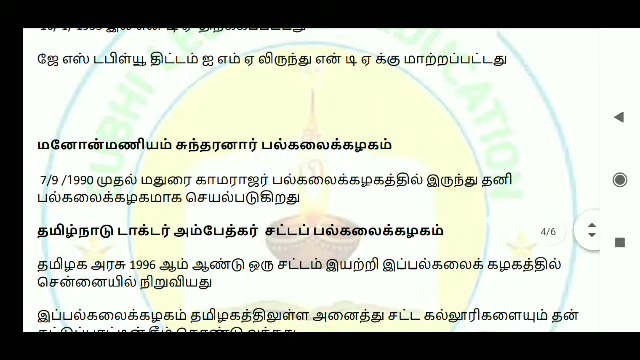 ஜே எஸ் டபிள்யூ திட்டம் ஐ எம் ஏ லிருந்து என் டி ஏ க்கு மாற்றப்பட்டது
மனோன்மணியம் சுந்தரனார் பல்கலைக்கழகம்
7/9 /1990 முதல் மதுரை காமராஜர் பல்கலைக்கழகத்தில் இருந்து தனி
பல்கலைக்கழகமாக செயல்படுகிறது
தமிழ்நாடு டாக்டர் அம்பேத்கர் சட்டப் பல்கலைக்கழகம்
4/6
தமிழக அரசு 1996 ஆம் ஆண்டு ஒரு சட்டம் இயற்றி இப்பல்கலைக் கழகத்தில்
சென்னையில் நிறுவியது
இப்பல்கலைக்கழகம் தமிழகத்திலுள்ள அனைத்து சட்ட கல்லூரிகளையும் தன்